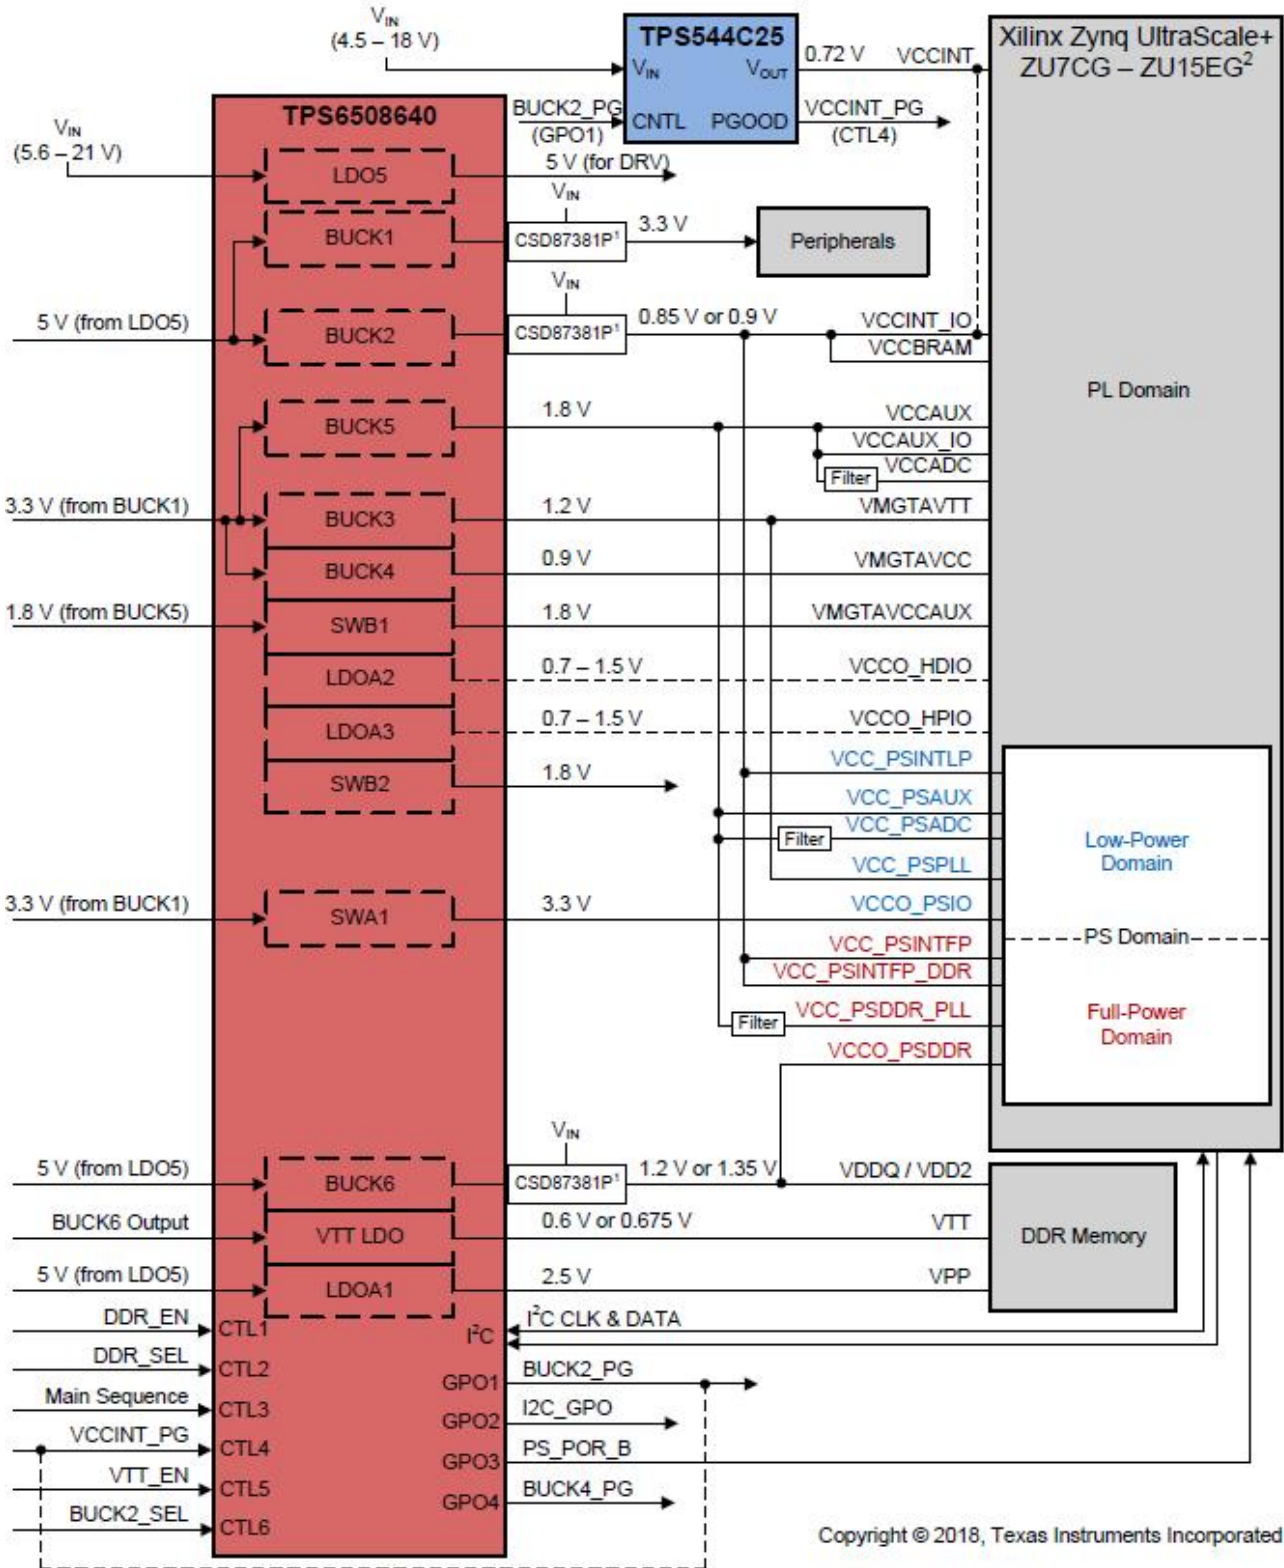 VIN
(4.5 – 18 V)
TPS544C25
VIN
VOUT
0.72 V
VCCINT
Xilinx Zynq UltraScale+
ZU7CG – ZU15EG²
BUCK2_PG
(GPO1)
CNTL
PGOOD
VCCINT_PG
(CTL4)
TPS6508640
VIN
(5.6 – 21 V)
LDO5
5 V (for DRV)
VIN
BUCK1
CSD87381P¹
3.3 V
Peripherals
VIN
5 V (from LDO5)
BUCK2
CSD87381P¹
0.85 V or 0.9 V
VCCINT_IO
VCCBRAM
PL Domain
BUCK5
1.8 V
VCCAUX
VCCAUX_IO
VCCADC
Filter
3.3 V (from BUCK1)
BUCK3
1.2 V
VMGTAVTT
BUCK4
0.9 V
VMGTAVCC
1.8 V (from BUCK5)
SWB1
1.8 V
VMGTAVCCAUX
LDOA2
0.7 – 1.5 V
VCCO_HDIO
LDOA3
0.7 – 1.5 V
VCCO_HPIO
SWB2
1.8 V
VCC_PSINTLP
VCC_PSAUX
VCC_PSADC
Filter
Low-Power
Domain
VCC_PSPLL
3.3 V (from BUCK1)
SWA1
3.3 V
VCCO_PSIO
PS Domain
VCC_PSINTFP
VCC_PSINTFP_DDR
VCC_PSDDR_PLL
Filter
Full-Power
Domain
VCCO_PSDDR
VIN
5 V (from LDO5)
BUCK6
CSD87381P¹
1.2 V or 1.35 V
VDDQ / VDD2
BUCK6 Output
VTT LDO
0.6 V or 0.675 V
VTT
DDR Memory
5 V (from LDO5)
LDOA1
2.5 V
VPP
DDR_EN
CTL1
I²C
I²C CLK & DATA
DDR_SEL
CTL2
GPO1
BUCK2_PG
Main Sequence
CTL3
GPO2
I2C_GPO
VCCINT_PG
CTL4
GPO3
PS_POR_B
VTT_EN
CTL5
GPO4
BUCK4_PG
BUCK2_SEL
CTL6
Copyright © 2018, Texas Instruments Incorporated